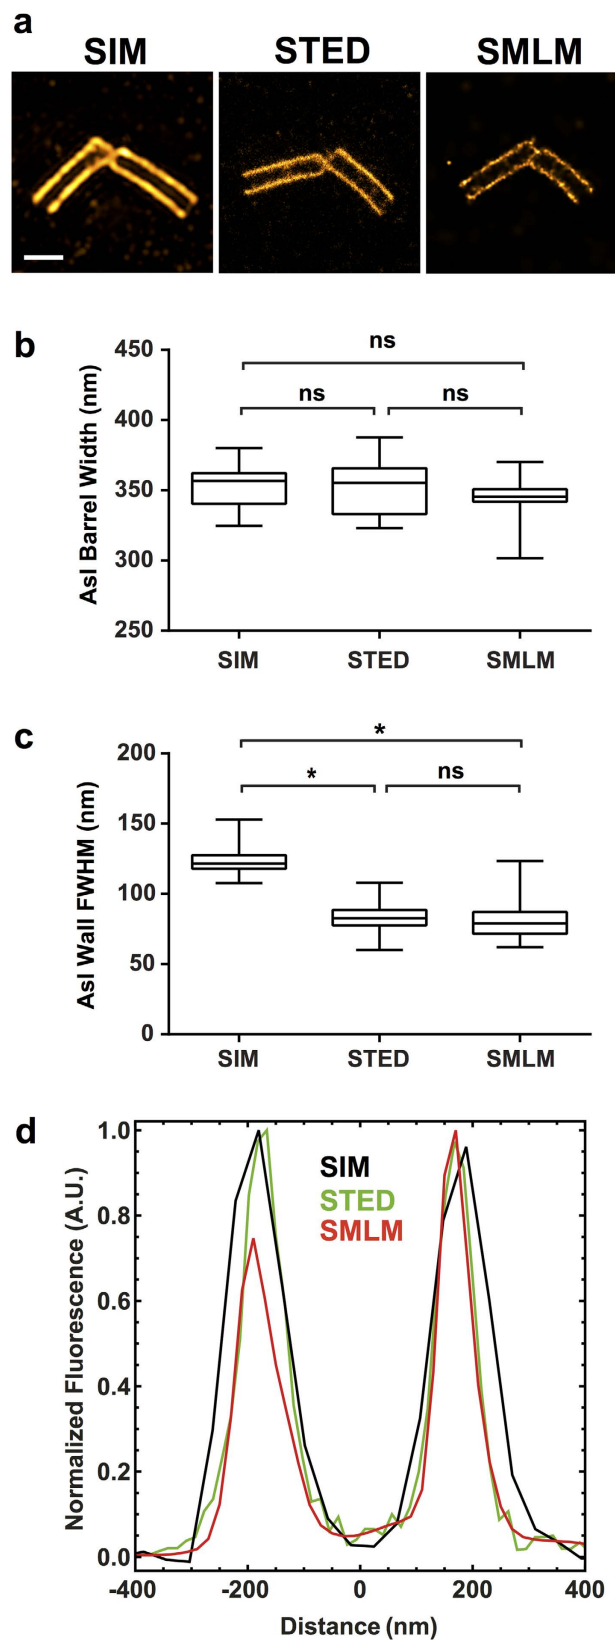 a
SIM STED SMLM
b
Asl Barrel Width (nm)
450
400
350
300
250
ns
ns ns
SIM STED SMLM
c
Asl Wall FWHM (nm)
200
150
100
50
0
*
* ns
SIM STED SMLM
d
Normalized Fluorescence (A.U.)
1.0
0.8
0.6
0.4
0.2
0.0
SIM
STED
SMLM
-400 -200 0 200 400
Distance (nm)